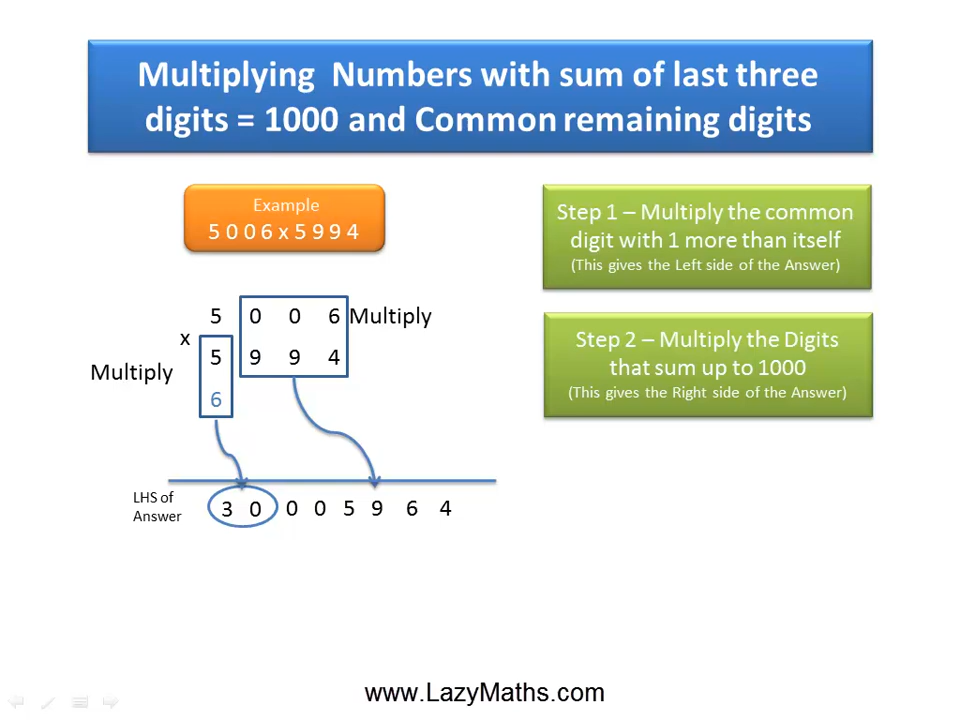 Multiplying Numbers with sum of last three
digits = 1000 and Common remaining digits
Example
5 0 0 6 x 5 9 9 4
Step 1 – Multiply the common
digit with 1 more than itself
(This gives the Left side of the Answer)
Step 2 – Multiply the Digits
that sum up to 1000
(This gives the Right side of the Answer)
5 0 0 6 Multiply
x
5 9 9 4
Multiply
6
LHS of
Answer
3 0 0 0 5 9 6 4
www.LazyMaths.com